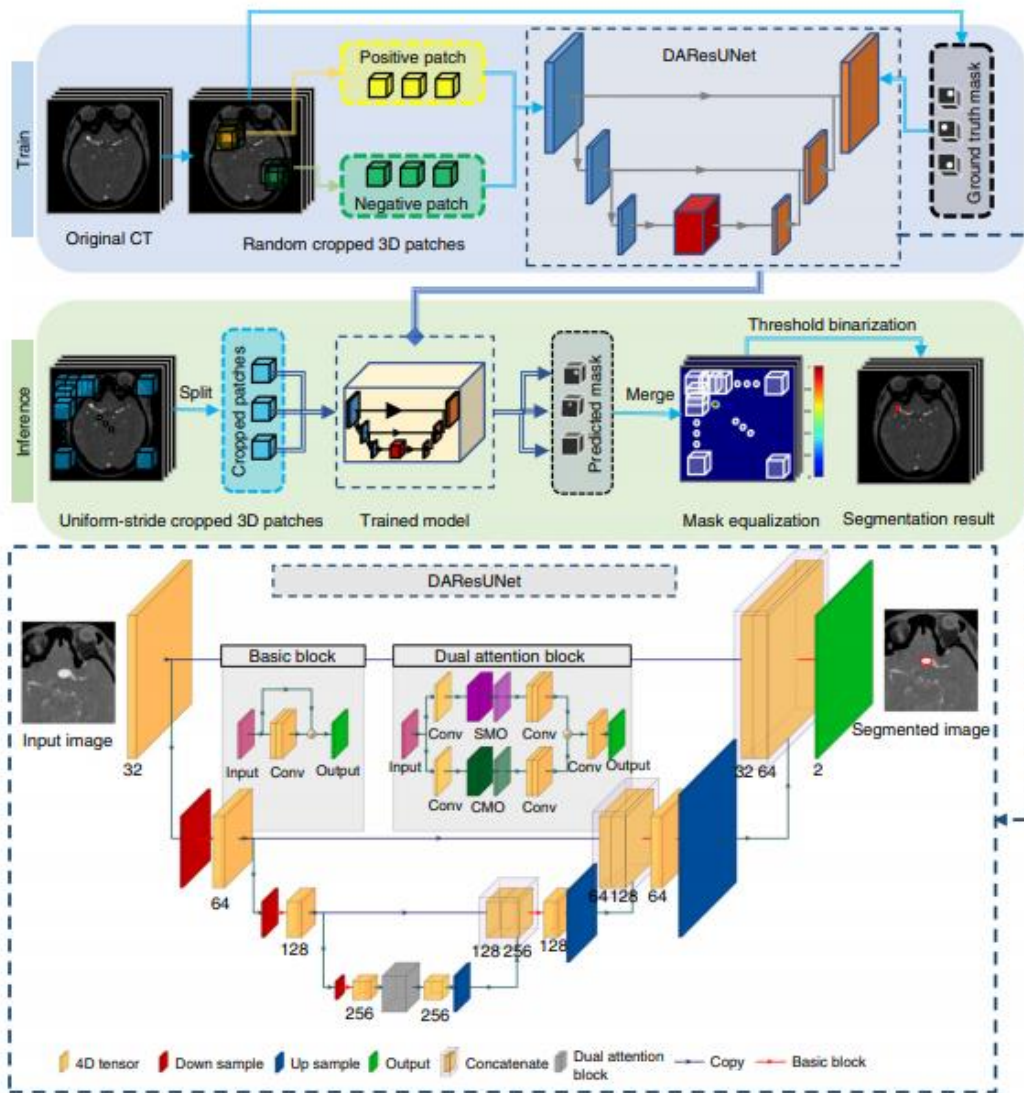 Train
Original CT
Random cropped 3D patches
Positive patch
Negative patch
DAResUNet
Ground truth mask
Inference
Split
Cropped patches
Uniform-stride cropped 3D patches
Trained model
Predicted mask
Merge
Threshold binarization
Mask equalization
Segmentation result
DAResUNet
Input image
32
Basic block
Input
Conv
Output
Dual attention block
Input
Conv
SMO
Conv
Conv
CMO
Conv
Conv
Output
Segmented image
32 64
2
64
64 128
64
128
128 256
128
256
256
4D tensor
Down sample
Up sample
Output
Concatenate
Dual attention
block
Copy
Basic block